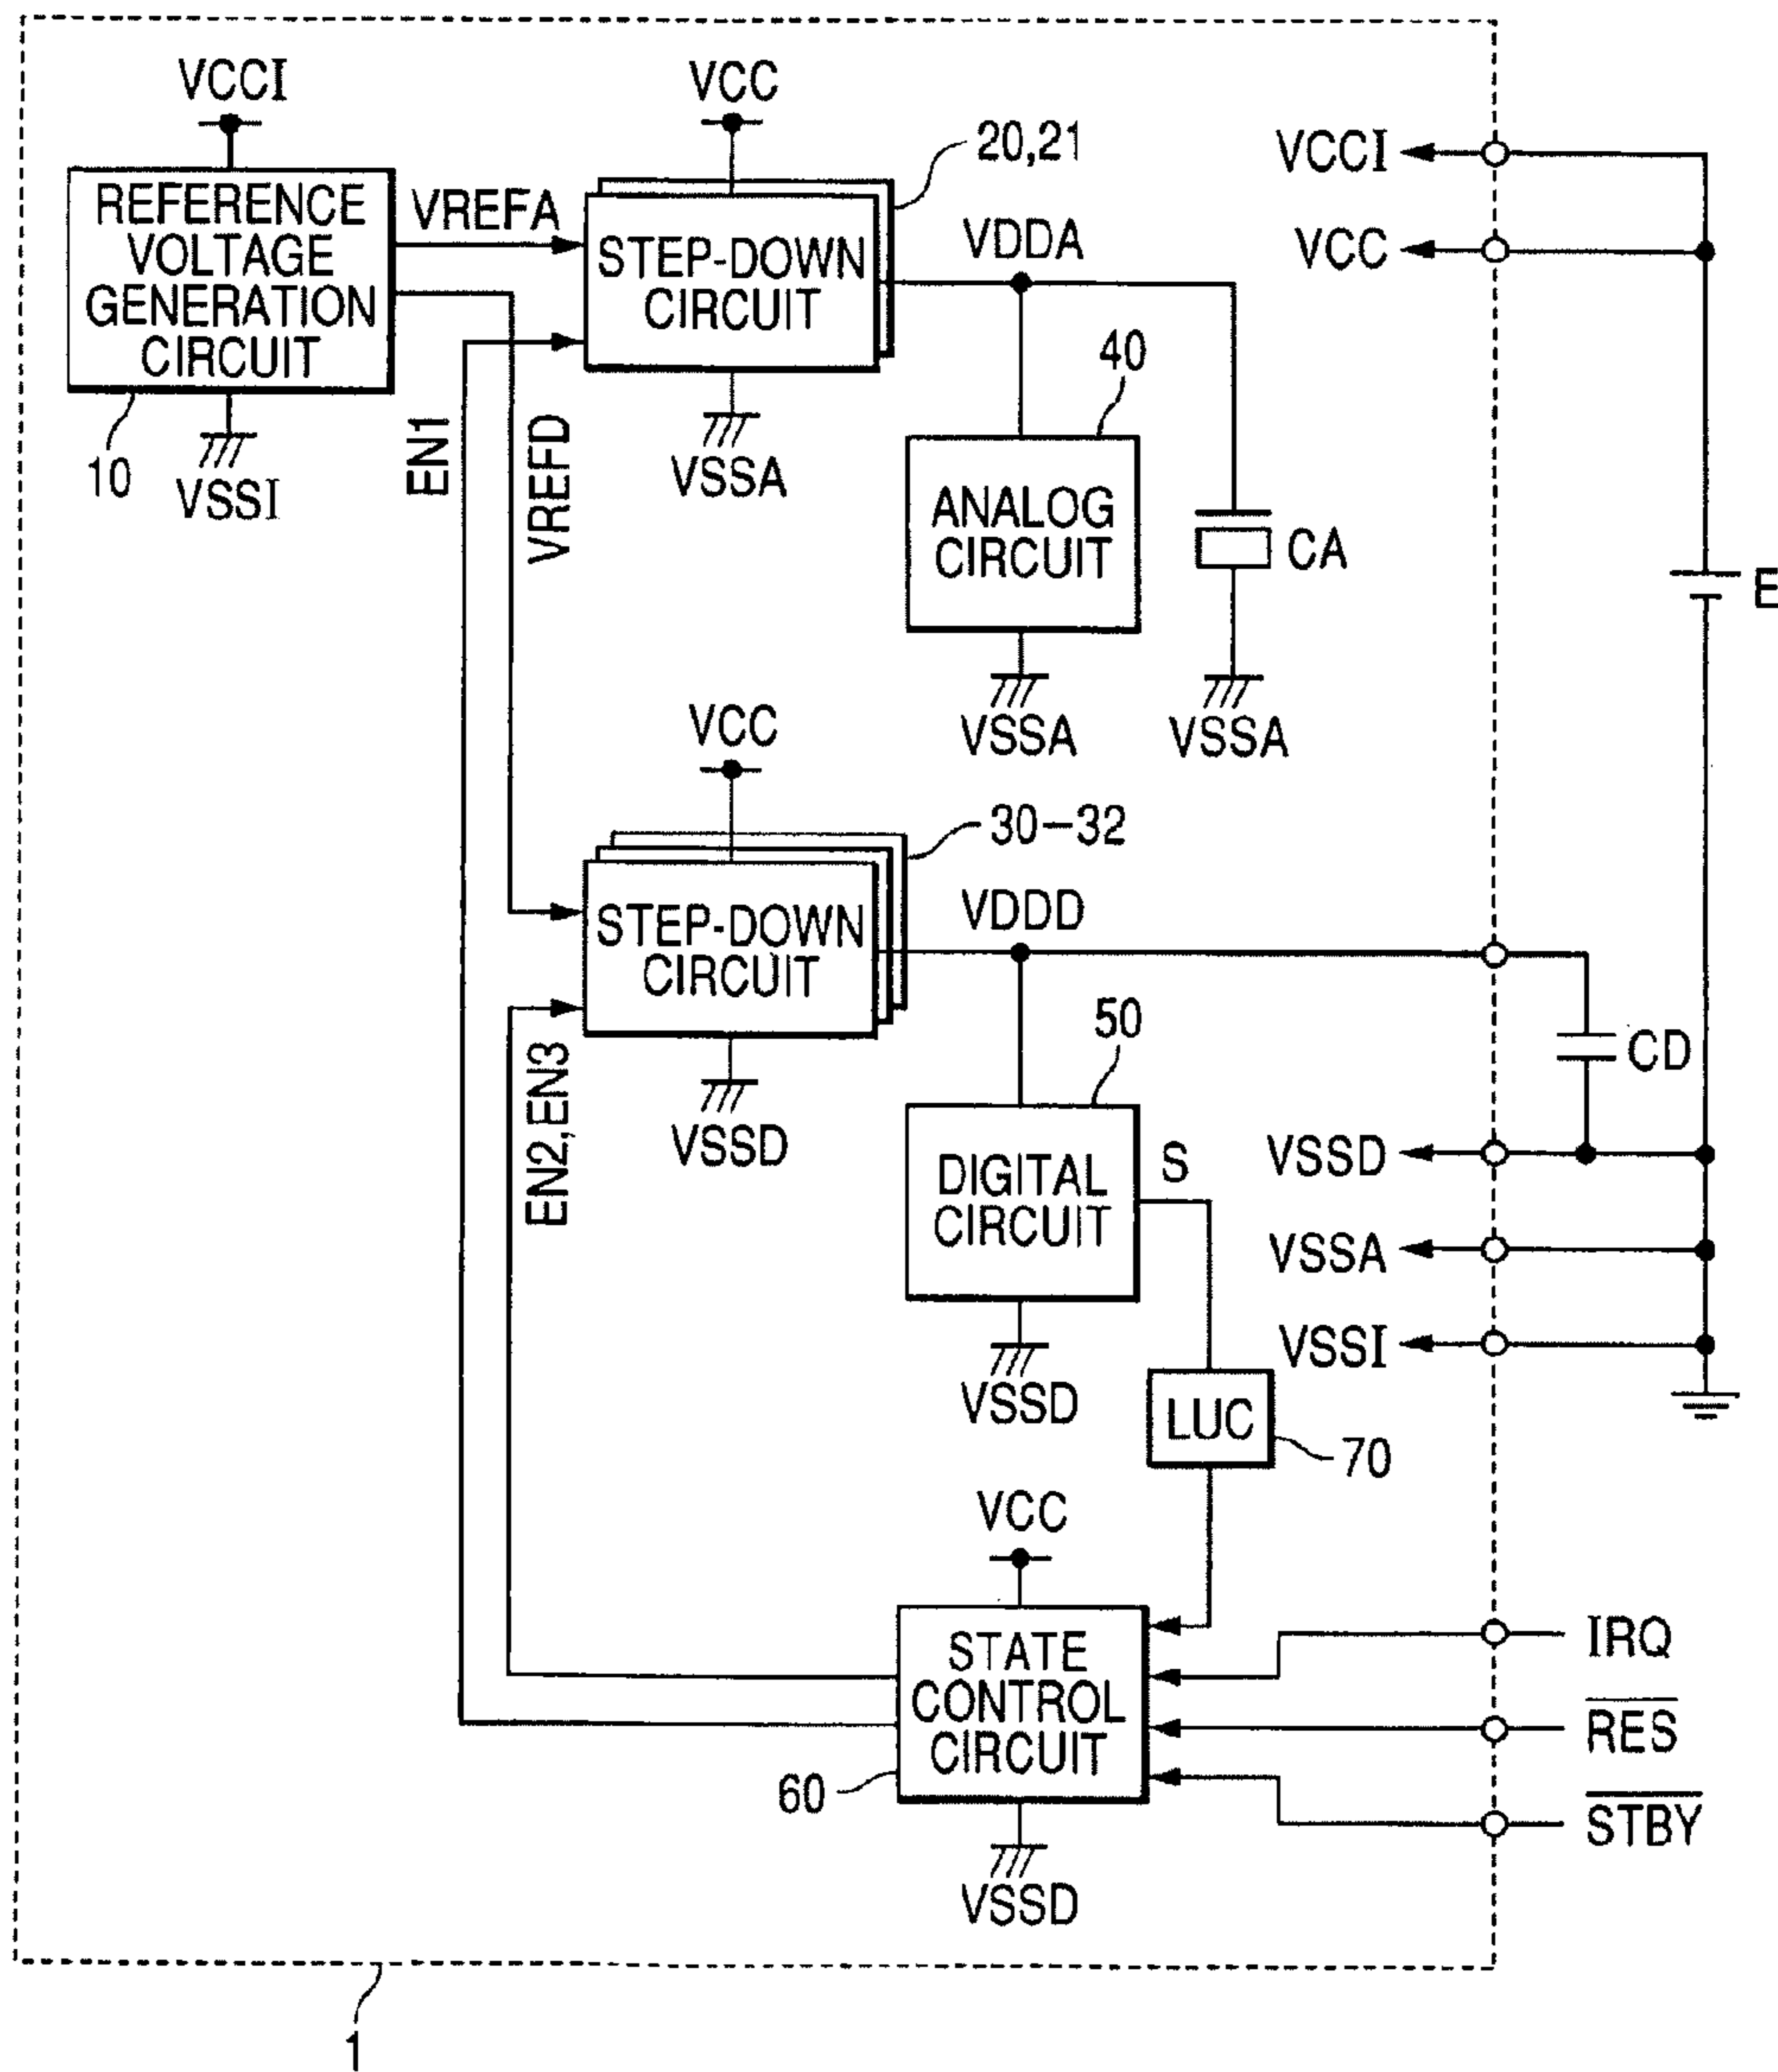 VCCI
VCC
20,21
VCCI
REFERENCE
VOLTAGE
GENERATION
CIRCUIT
VREFA
STEP-DOWN
CIRCUIT
VDDA
VCC
40
10
VSSI
EN1
VREFD
VSSA
ANALOG
CIRCUIT
CA
E
VSSA
VSSA
VCC
30-32
STEP-DOWN
CIRCUIT
VDDD
50
CD
EN2,EN3
VSSD
DIGITAL
CIRCUIT
S
VSSD
VSSA
VSSI
VSSD
LUC
70
VCC
STATE
CONTROL
CIRCUIT
IRQ
RES
STBY
60
VSSD
1